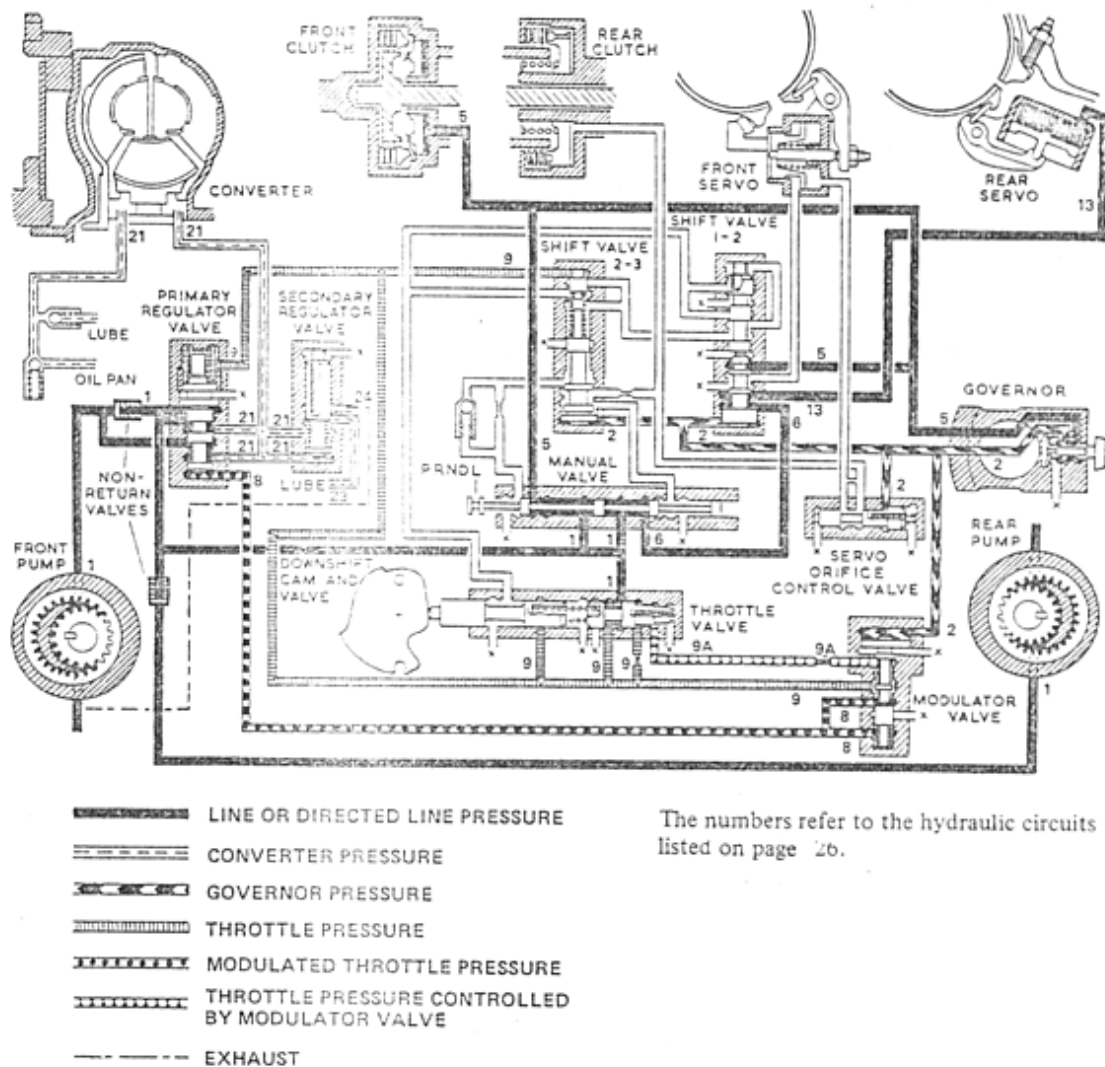 FRONT
CLUTCH
REAR
CLUTCH
5
FRONT
SERVO
REAR
SERVO
13
CONVERTER
21
21
SHIFT VALVE
1-2
SHIFT VALVE
2-3
9
PRIMARY
REGULATOR
VALVE
SECONDARY
REGULATOR
VALVE
LUBE
OIL PAN
9
x
x
x
x
x
x
1
21
21
21
21
24
5
13
6
GOVERNOR
5
2
2
2
5
P.RNDL
MANUAL
VALVE
8
LUBE
23
NON-
RETURN
VALVES
2
x
x
x
1
1
6
x
x
x
SERVO
ORIFICE
CONTROL VALVE
REAR
PUMP
FRONT
PUMP
1
DOWNSHIFT
CAM AND
VALVE
1
THROTTLE
VALVE
x
x
x
x
9
9
9
9A
9A
2
x
9
MODULATOR
VALVE
8
x
8
1
LINE OR DIRECTED LINE PRESSURE
CONVERTER PRESSURE
GOVERNOR PRESSURE
THROTTLE PRESSURE
MODULATED THROTTLE PRESSURE
THROTTLE PRESSURE CONTROLLED
BY MODULATOR VALVE
EXHAUST
The numbers refer to the hydraulic circuits
listed on page 26.